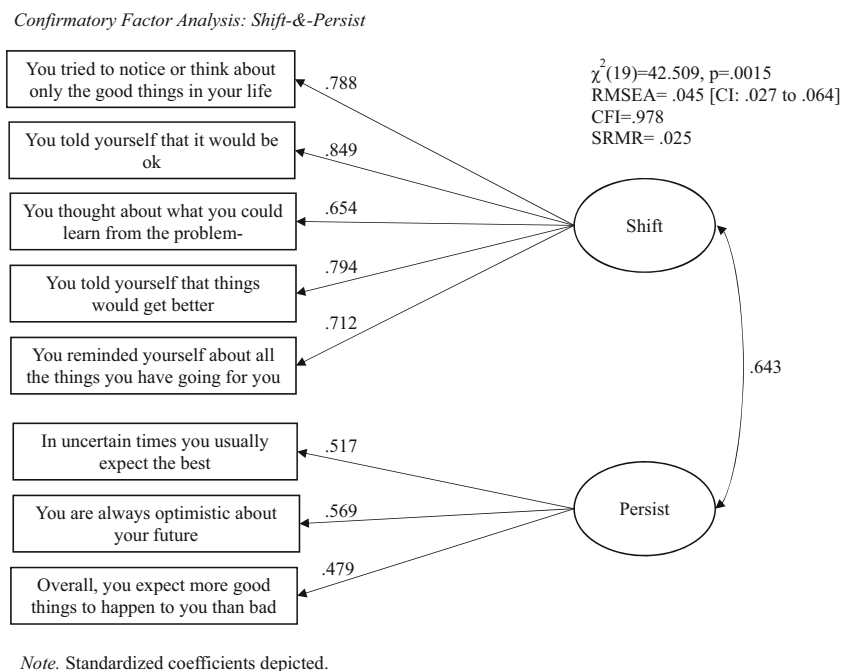 Confirmatory Factor Analysis: Shift-&-Persist
You tried to notice or think about
only the good things in your life
.788
χ²(19)=42.509, p=.0015
RMSEA= .045 [CI: .027 to .064]
CFI=.978
SRMR= .025
You told yourself that it would be
ok
.849
You thought about what you could
learn from the problem-
.654
Shift
You told yourself that things
would get better
.794
You reminded yourself about all
the things you have going for you
.712
.643
In uncertain times you usually
expect the best
.517
You are always optimistic about
your future
.569
Persist
Overall, you expect more good
things to happen to you than bad
.479
Note. Standardized coefficients depicted.